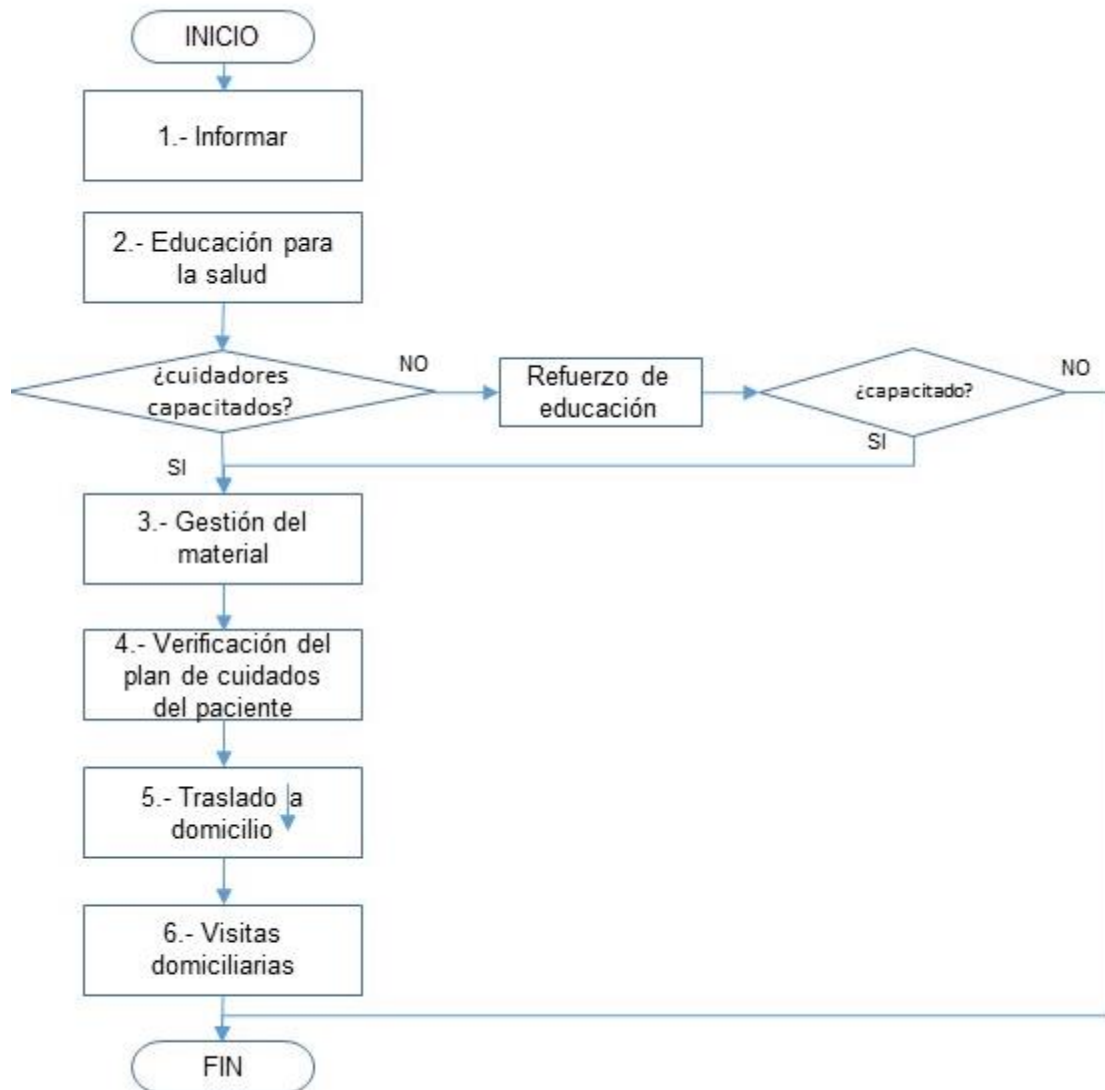 INICIO
1.- Informar
2.- Educación para
la salud
¿cuidadores
capacitados?
NO
Refuerzo de
educación
¿capacitado?
NO
SI
SI
3.- Gestión del
material
4.- Verificación del
plan de cuidados
del paciente
5.- Traslado a
domicilio
6.- Visitas
domiciliarias
FIN